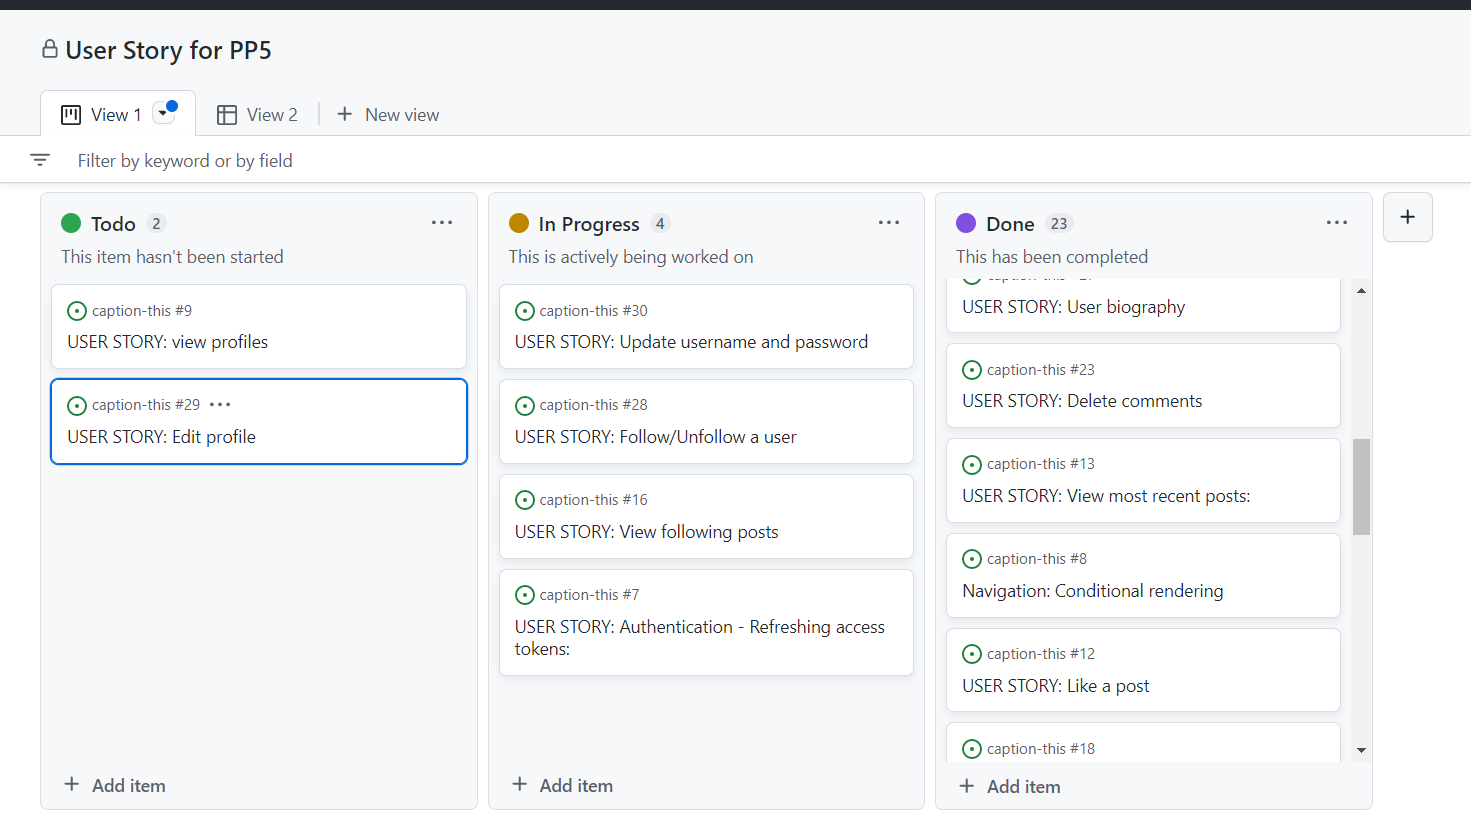 User Story for PP5
View 1
View 2
New view
Filter by keyword or by field
Todo 2
This item hasn't been started
caption-this #9
USER STORY: view profiles
caption-this #29
USER STORY: Edit profile
Add item
In Progress 4
This is actively being worked on
caption-this #30
USER STORY: Update username and password
caption-this #28
USER STORY: Follow/Unfollow a user
caption-this #16
USER STORY: View following posts
caption-this #7
USER STORY: Authentication - Refreshing access
tokens:
Add item
Done 23
This has been completed
USER STORY: User biography
caption-this #23
USER STORY: Delete comments
caption-this #13
USER STORY: View most recent posts:
caption-this #8
Navigation: Conditional rendering
caption-this #12
USER STORY: Like a post
caption-this #18
Add item